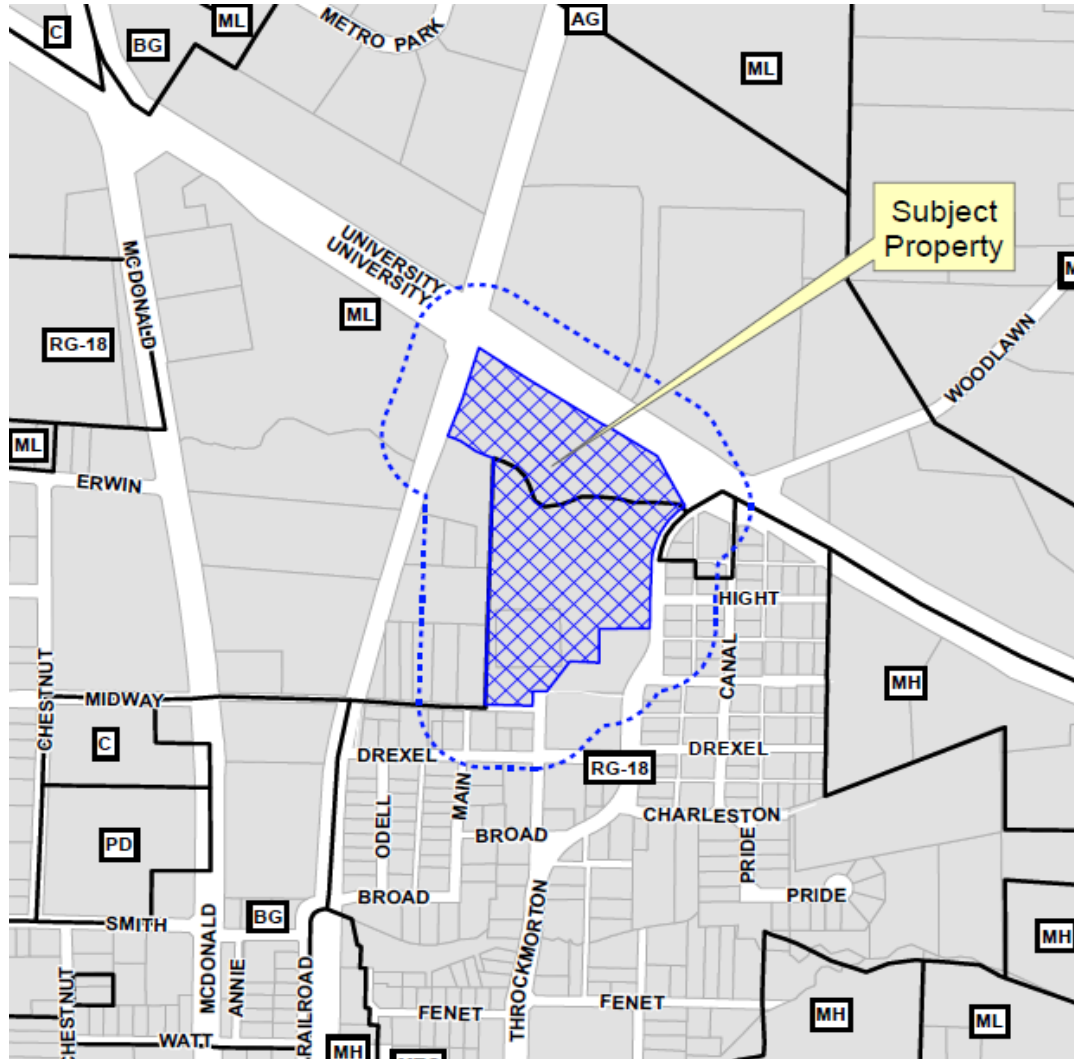 C
BG
ML
METRO PARK
AG
ML
Subject
Property
MCDONALD
UNIVERSITY
UNIVERSITY
ML
RG-18
WOODLAWN
ML
ERWIN
HIGHT
CANAL
CHESTNUT
MIDWAY
MH
C
DREXEL
DREXEL
RG-18
ODELL
MAIN
CHARLESTON
BROAD
PD
PRIDE
BROAD
PRIDE
SMITH
BG
MH
MCDONALD
ANNIE
RAILROAD
THROCKMORTON
CHESTNUT
FENET
FENET
MH
ML
WATT
MH